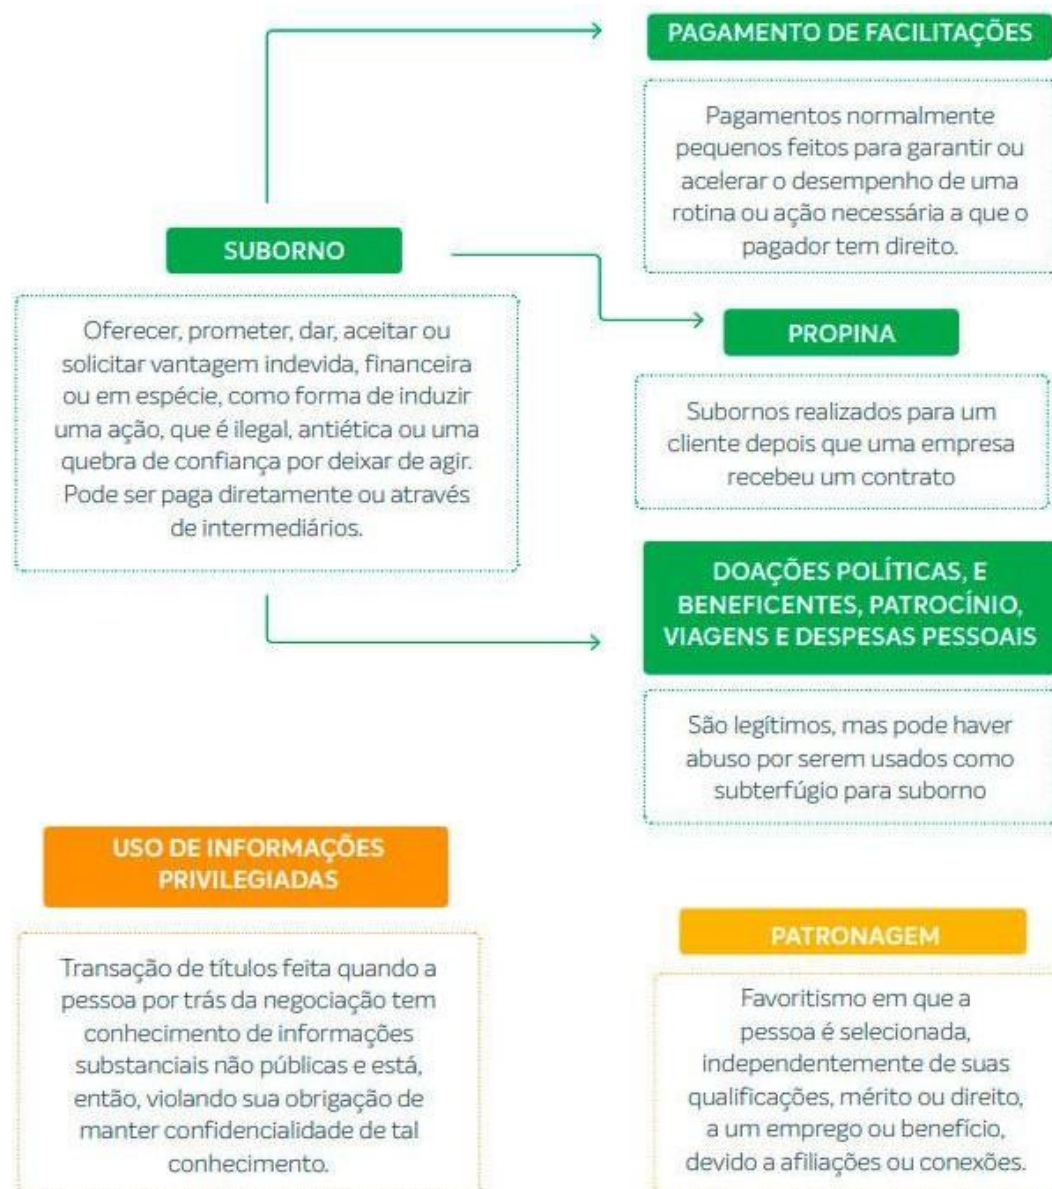 PAGAMENTO DE FACILITAÇÕES
Pagamentos normalmente
pequenos feitos para garantir ou
acelerar o desempenho de uma
rotina ou ação necessária a que o
pagador tem direito.
SUBORNO
Oferecer, prometer, dar, aceitar ou
solicitar vantagem indevida, financeira
ou em espécie, como forma de induzir
uma ação, que é ilegal, antiética ou uma
quebra de confiança por deixar de agir.
Pode ser paga diretamente ou através
de intermediários.
PROPINA
Subornos realizados para um
cliente depois que uma empresa
recebeu um contrato
DOAÇÕES POLÍTICAS, E
BENEFICENTES, PATROCÍNIO,
VIAGENS E DESPESAS PESSOAIS
São legítimos, mas pode haver
abuso por serem usados como
subterfúgio para suborno
USO DE INFORMAÇÕES
PRIVILEGIADAS
Transação de títulos feita quando a
pessoa por trás da negociação tem
conhecimento de informações
substanciais não públicas e está,
então, violando sua obrigação de
manter confidencialidade de tal
conhecimento.
PATRONAGEM
Favoritismo em que a
pessoa é selecionada,
independentemente de suas
qualificações, mérito ou direito,
a um emprego ou benefício,
devido a afiliações ou conexões.